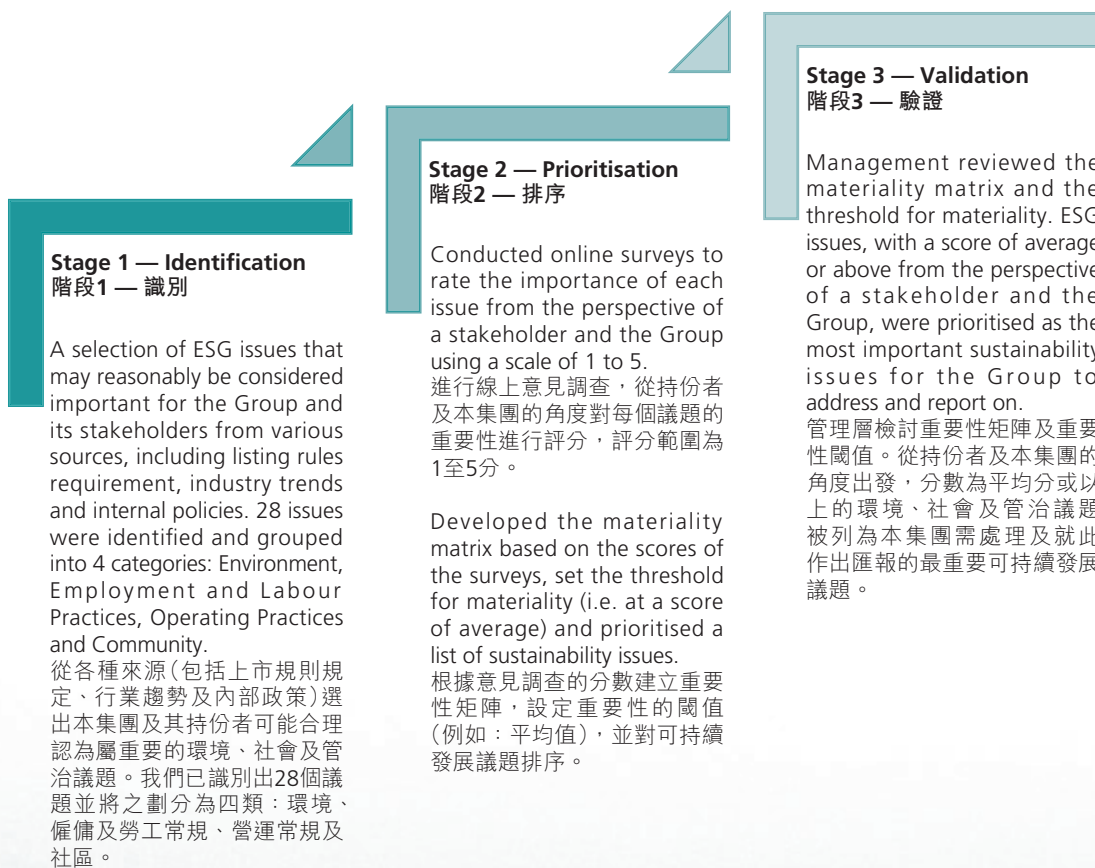 Stage 1 — Identification
階段1 — 識別
A selection of ESG issues that
may reasonably be considered
important for the Group and
its stakeholders from various
sources, including listing rules
requirement, industry trends
and internal policies. 28 issues
were identified and grouped
into 4 categories: Environment,
Employment and Labour
Practices, Operating Practices
and Community.
從各種來源(包括上市規則規
定、行業趨勢及內部政策)選
出本集團及其持份者可能合理
認為屬重要的環境、社會及管
治議題。我們已識別出28個議
題並將之劃分為四類：環境、
僱傭及勞工常規、營運常規及
社區。
Stage 2 — Prioritisation
階段2 — 排序
Conducted online surveys to
rate the importance of each
issue from the perspective of
a stakeholder and the Group
using a scale of 1 to 5.
進行線上意見調查，從持份者
及本集團的角度對每個議題的
重要性進行評分，評分範圍為
1至5分。
Developed the materiality
matrix based on the scores of
the surveys, set the threshold
for materiality (i.e. at a score
of average) and prioritised a
list of sustainability issues.
根據意見調查的分數建立重要
性矩陣，設定重要性的閾值
(例如：平均值)，並對可持續
發展議題排序。
Stage 3 — Validation
階段3 — 驗證
Management reviewed the
materiality matrix and the
threshold for materiality. ESG
issues, with a score of average
or above from the perspective
of a stakeholder and the
Group, were prioritised as the
most important sustainability
issues for the Group to
address and report on.
管理層檢討重要性矩陣及重要
性閾值。從持份者及本集團的
角度出發，分數為平均分或以
上的環境、社會及管治議題
被列為本集團需處理及就此
作出匯報的最重要可持續發展
議題。